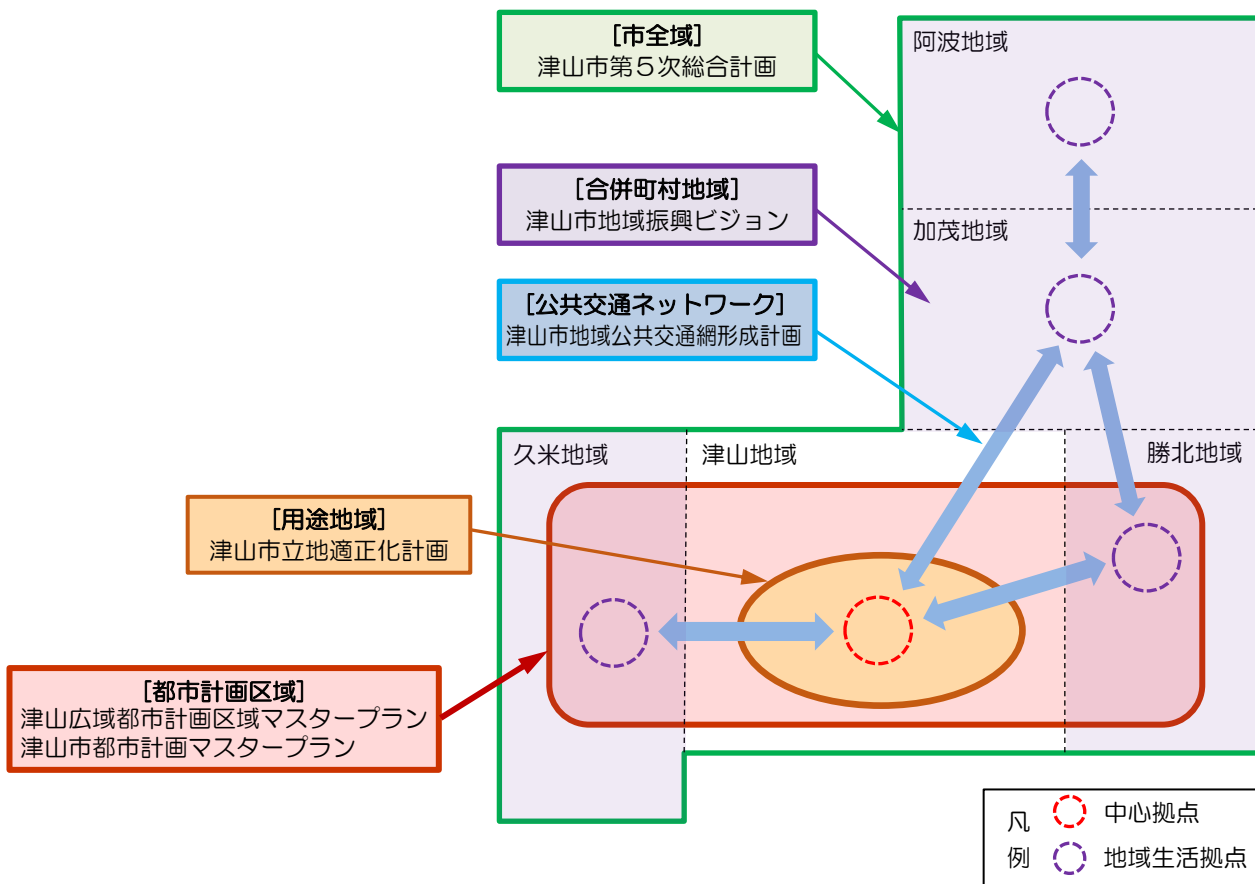 [市全域]
津山市第５次総合計画
阿波地域
[合併町村地域]
津山市地域振興ビジョン
加茂地域
[公共交通ネットワーク]
津山市地域公共交通網形成計画
久米地域
津山地域
勝北地域
[用途地域]
津山市立地適正化計画
[都市計画区域]
津山広域都市計画区域マスタープラン
津山市都市計画マスタープラン
凡例
中心拠点
地域生活拠点